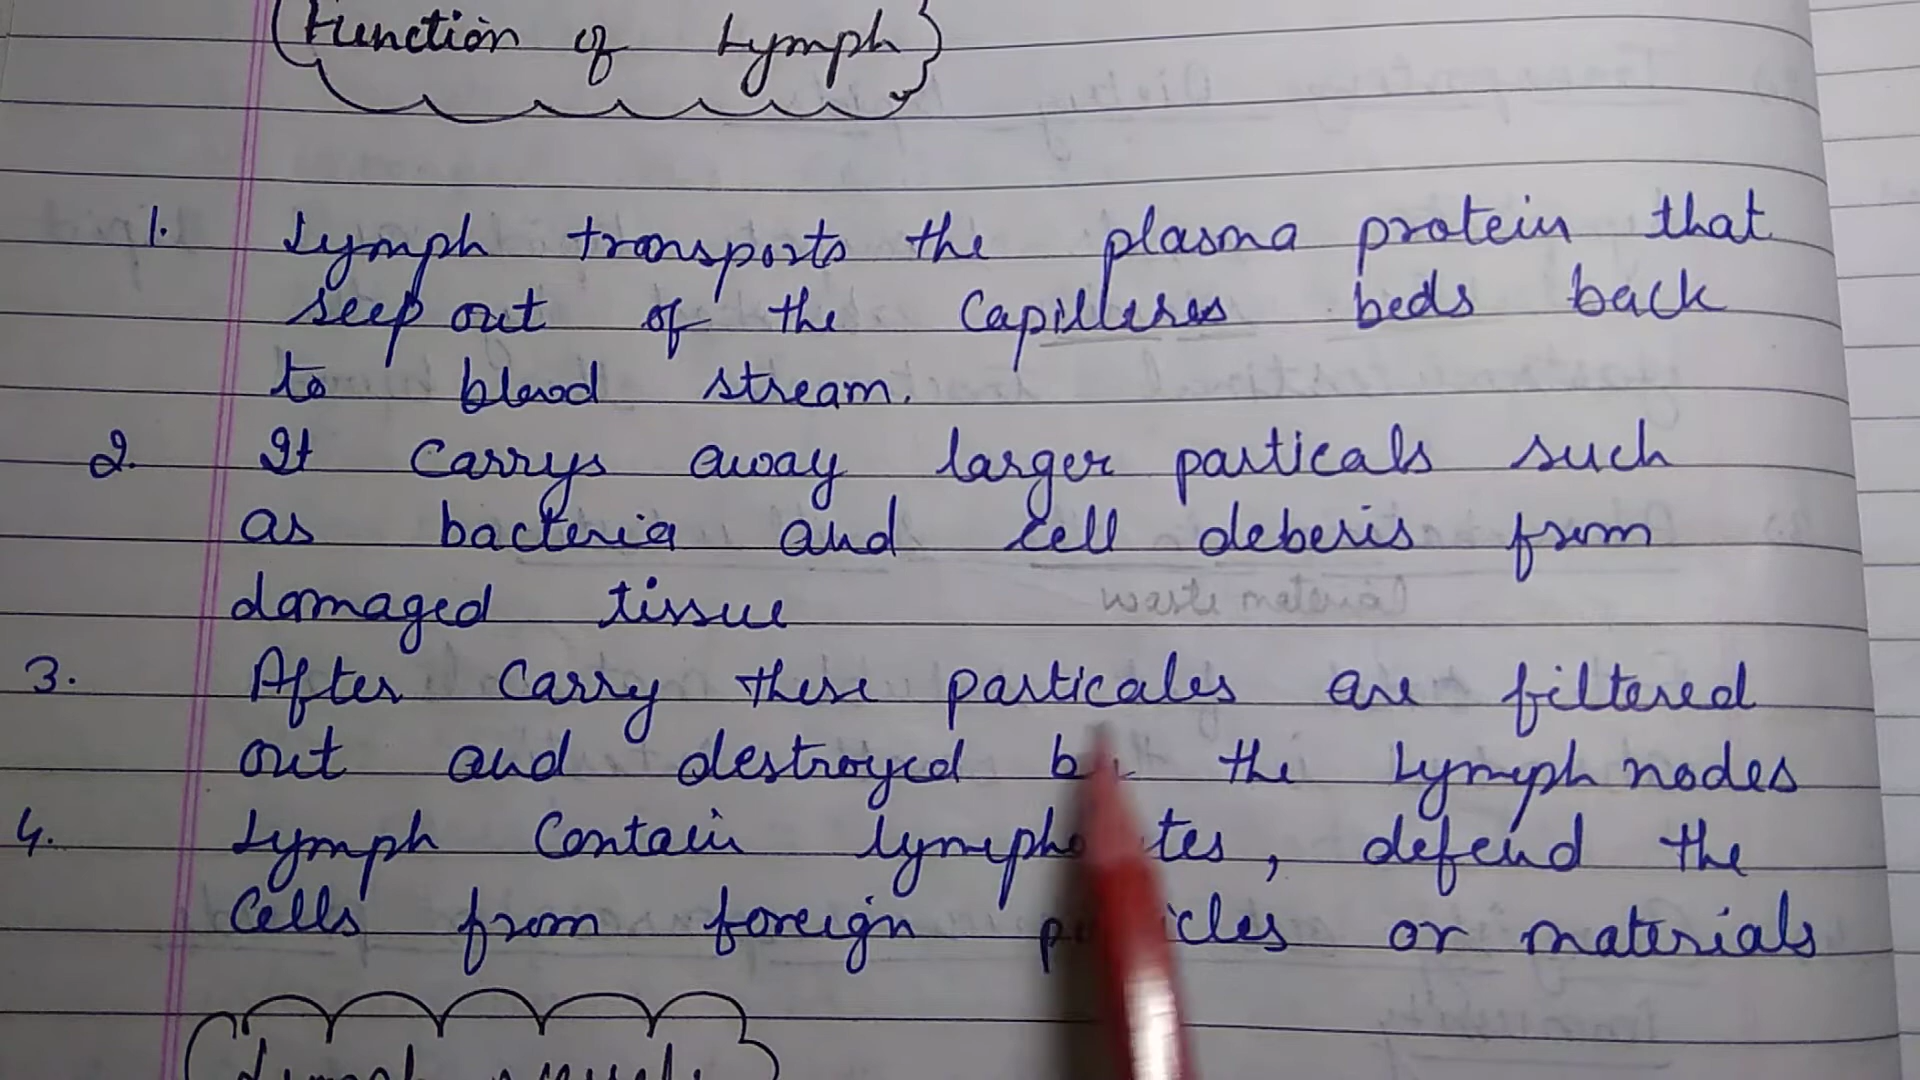 Function of Lymph
1. Lymph transports the plasma protein that
seep out of the Capilleres beds back
to blood stream.
2. It Carrys away larger particals such
as bacteria and cell deberis from
waste material
damaged tissue
3. After Carry these particales are filtered
out and destroyed the Lymph nodes
4. Lymph Contain, defend the
Cells from foreign or materials
Lymph